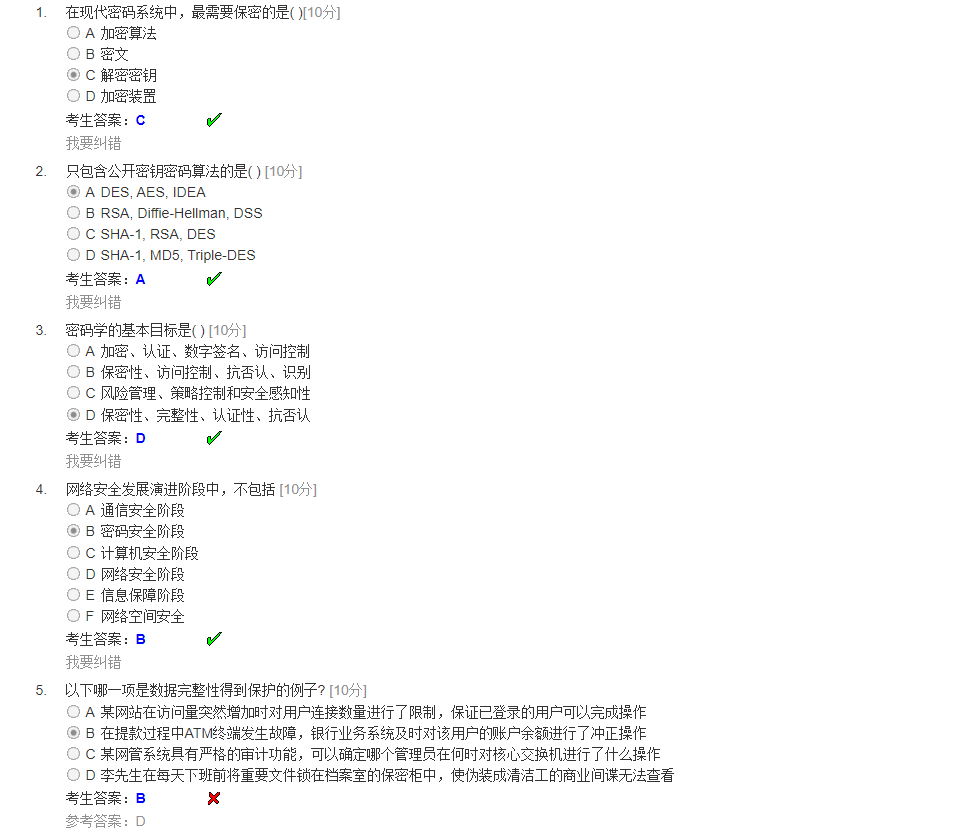 1. 在现代密码系统中，最需要保密的是( )[10分]
A 加密算法
B 密文
C 解密密钥
D 加密装置
考生答案：C
我要纠错
2. 只包含公开密钥密码算法的是( ) [10分]
A DES, AES, IDEA
B RSA, Diffie-Hellman, DSS
C SHA-1, RSA, DES
D SHA-1, MD5, Triple-DES
考生答案：A
我要纠错
3. 密码学的基本目标是( ) [10分]
A 加密、认证、数字签名、访问控制
B 保密性、访问控制、抗否认、识别
C 风险管理、策略控制和安全感知性
D 保密性、完整性、认证性、抗否认
考生答案：D
我要纠错
4. 网络安全发展演进阶段中，不包括 [10分]
A 通信安全阶段
B 密码安全阶段
C 计算机安全阶段
D 网络安全阶段
E 信息保障阶段
F 网络空间安全
考生答案：B
我要纠错
5. 以下哪一项是数据完整性得到保护的例子? [10分]
A 某网站在访问量突然增加时对用户连接数量进行了限制，保证已登录的用户可以完成操作
B 在提款过程中ATM终端发生故障，银行业务系统及时对该用户的账户余额进行了冲正操作
C 某网管系统具有严格的审计功能，可以确定哪个管理员在何时对核心交换机进行了什么操作
D 李先生在每天下班前将重要文件锁在档案室的保密柜中，使伪装成清洁工的商业间谍无法查看
考生答案：B
参考答案：D